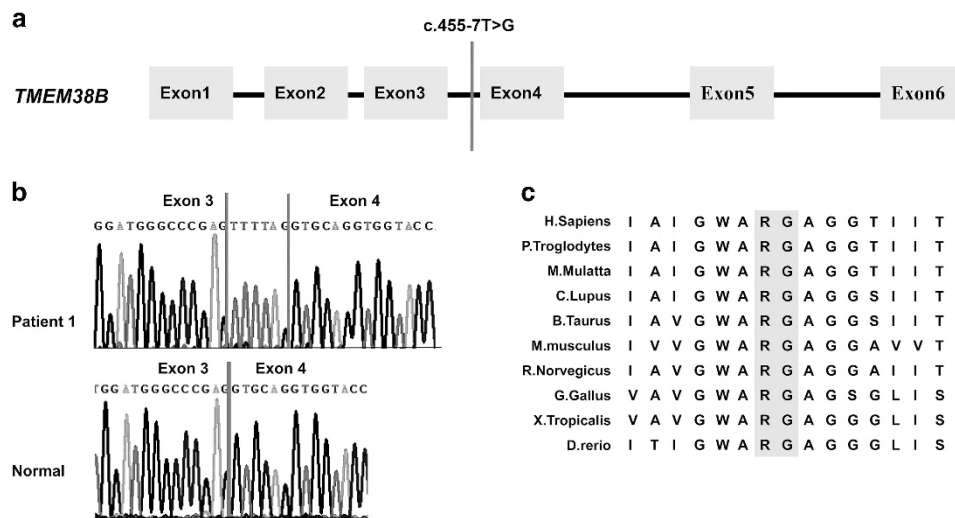 a
c.455-7T>G
TMEM38B Exon1 Exon2 Exon3 Exon4 Exon5 Exon6
b
Exon 3 Exon 4
GGATGGGCCCGAGTTTTAGGTGCAGGTGGTACC
Patient 1
Exon 3 Exon 4
TGGATGGGCCCGAGGTGCAGGTGGTACC
Normal
c
H.Sapiens I A I G W A R G A G G T I I T
P.Troglodytes I A I G W A R G A G G T I I T
M.Mulatta I A I G W A R G A G G T I I T
C.Lupus I A I G W A R G A G G S I I T
B.Taurus I A V G W A R G A G G S I I T
M.musculus I V V G W A R G A G G A V V T
R.Norvegicus I A V G W A R G A G G A I I T
G.Gallus V A V G W A R G A G S G L I S
X.Tropicalis V A V G W A R G A G G G L I S
D.rerio I T I G W A R G A G G G L I S